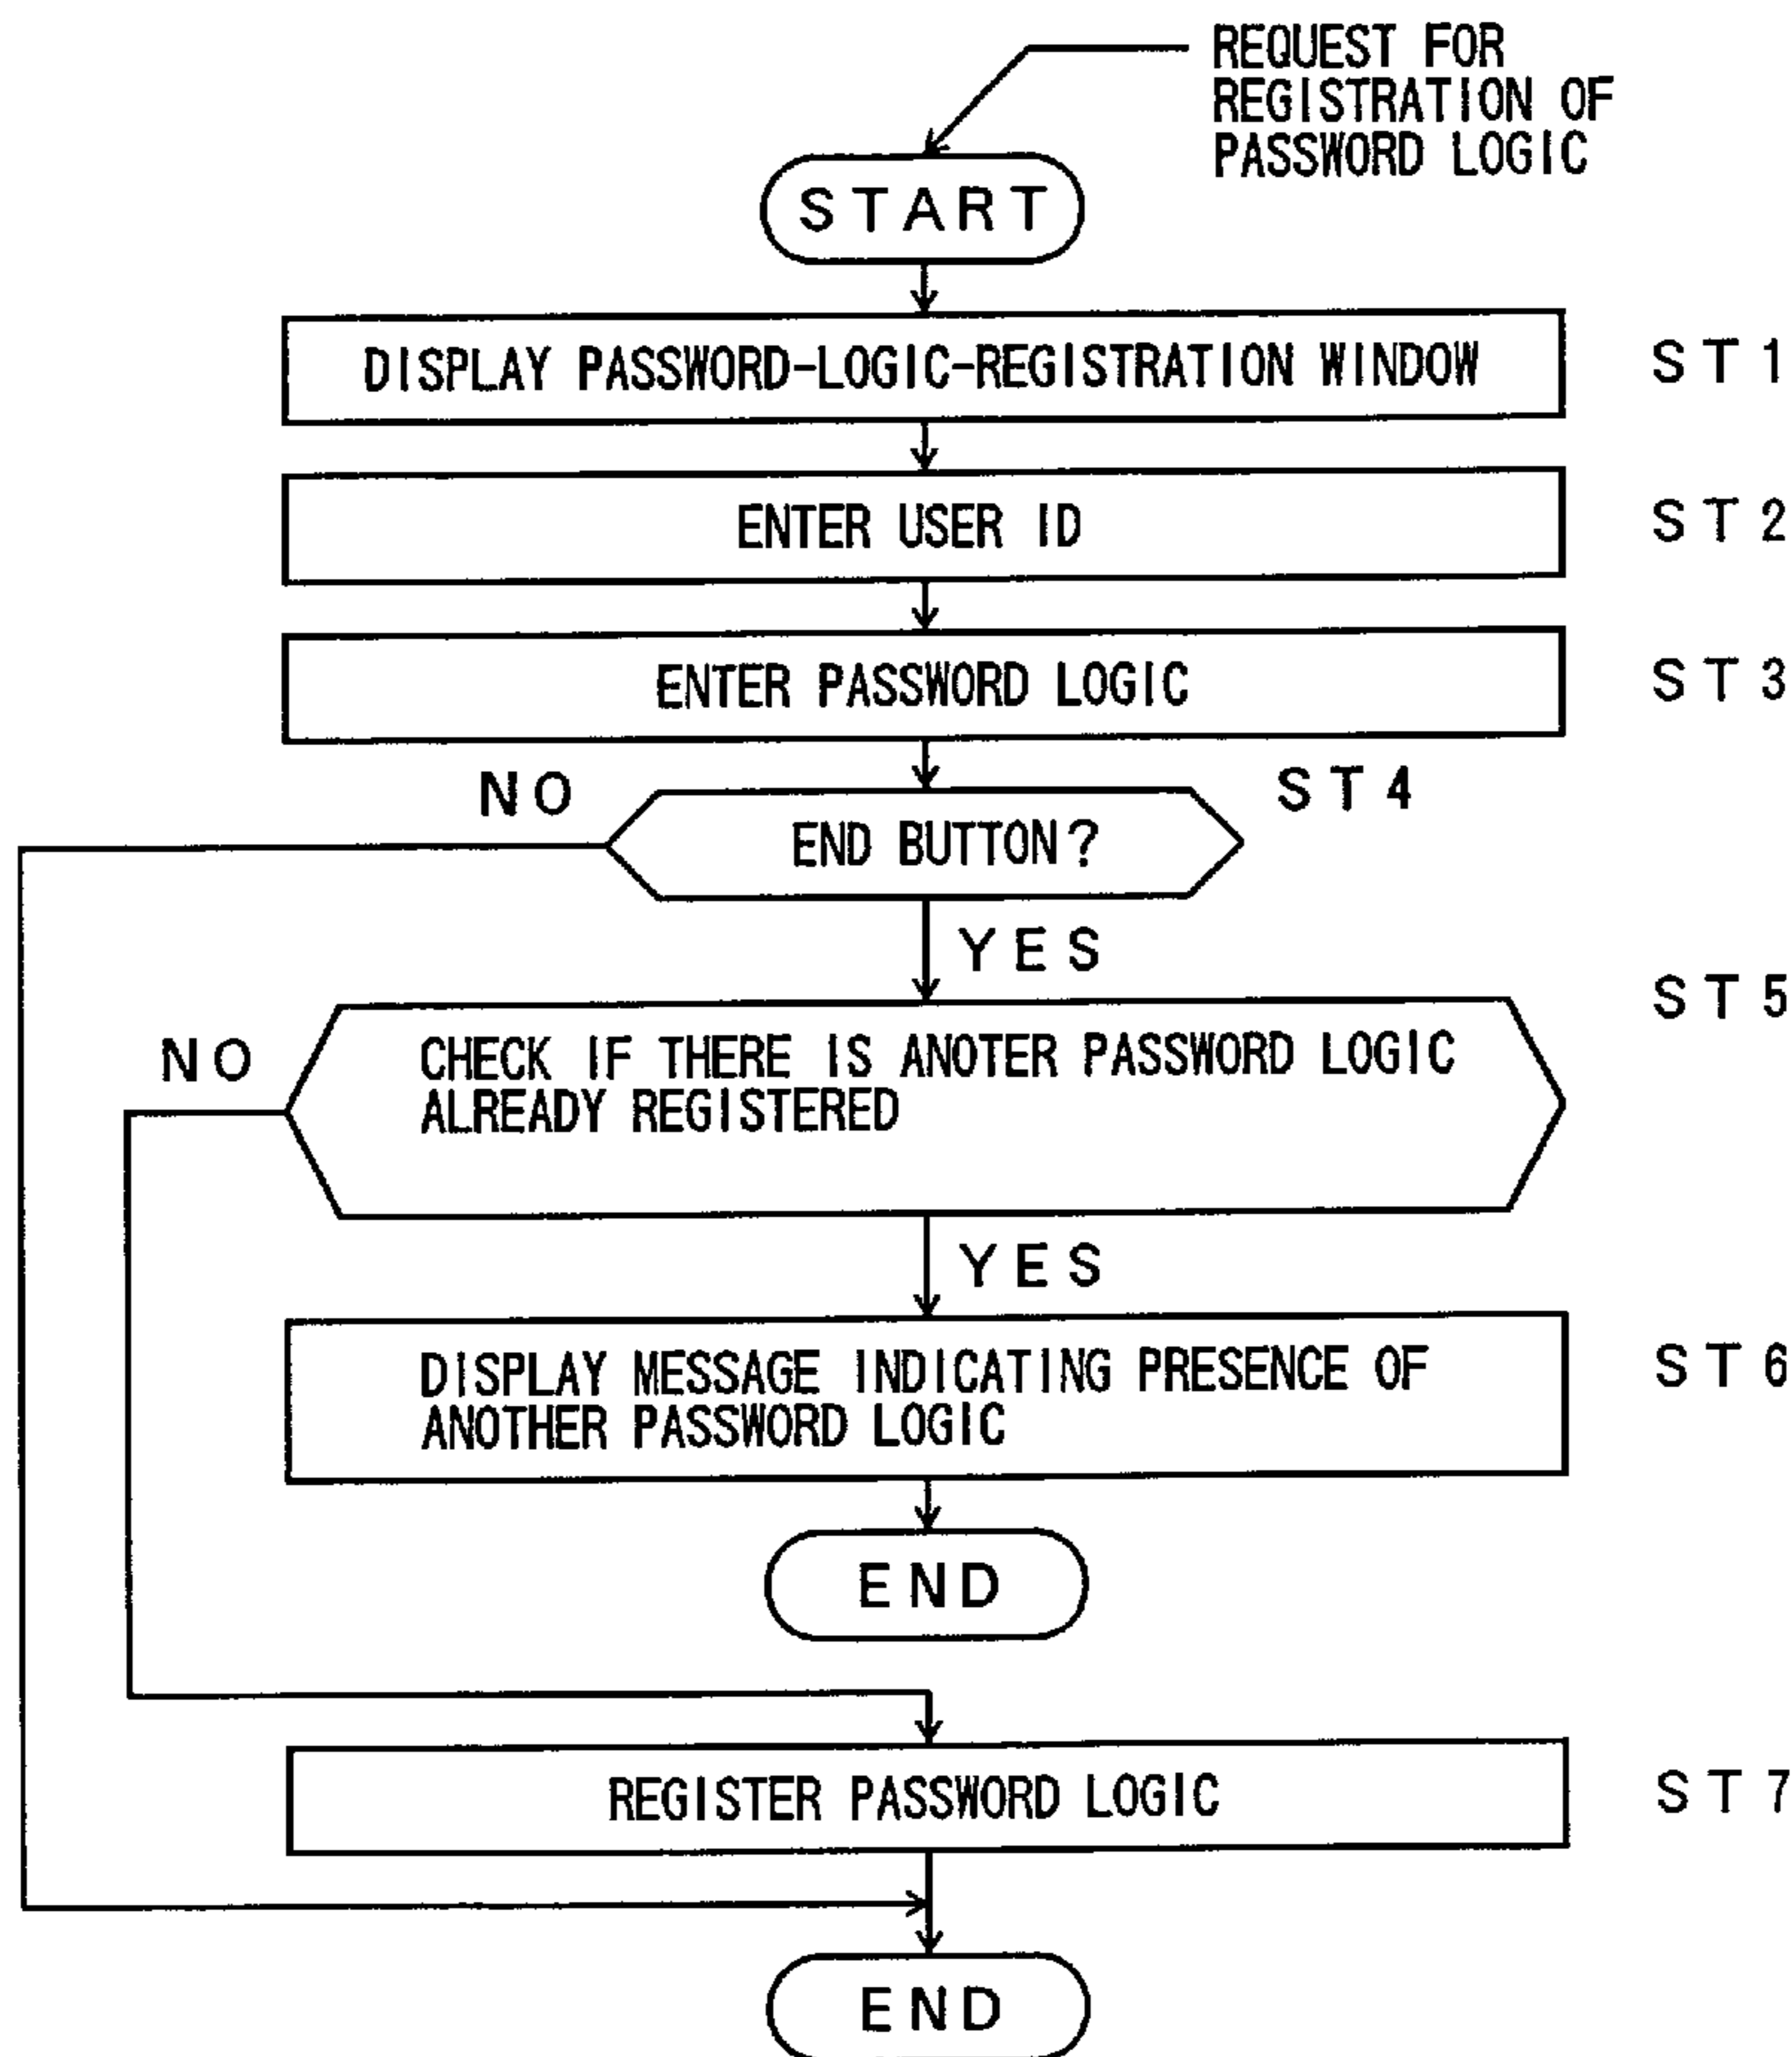 REQUEST FOR
REGISTRATION OF
PASSWORD LOGIC
START
DISPLAY PASSWORD-LOGIC-REGISTRATION WINDOW
ST1
ENTER USER ID
ST2
ENTER PASSWORD LOGIC
ST3
NO
ST4
END BUTTON?
YES
ST5
NO
CHECK IF THERE IS ANOTER PASSWORD LOGIC
ALREADY REGISTERED
YES
DISPLAY MESSAGE INDICATING PRESENCE OF
ANOTHER PASSWORD LOGIC
ST6
END
REGISTER PASSWORD LOGIC
ST7
END